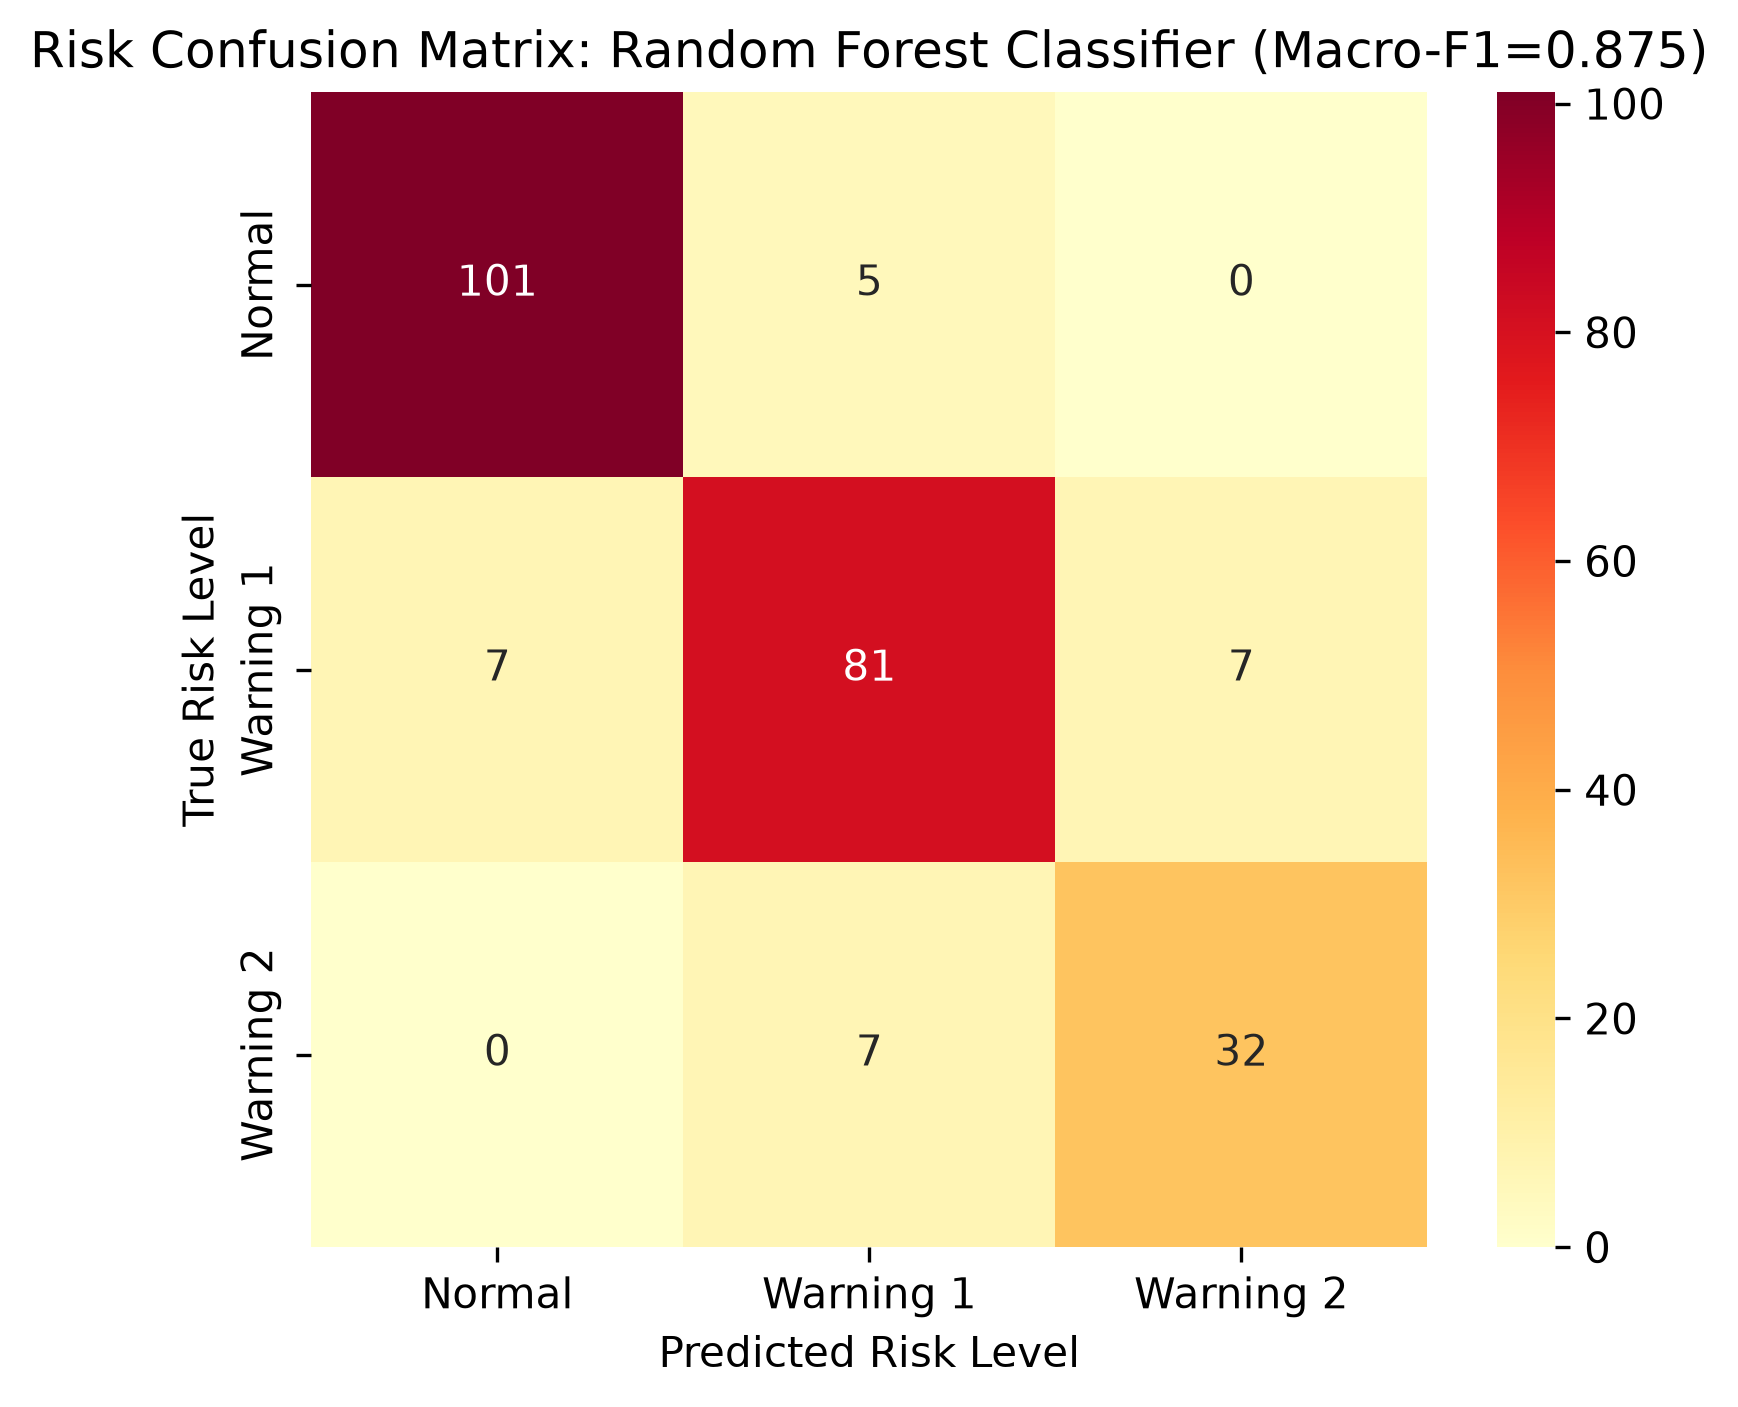 Risk Confusion Matrix: Random Forest Classifier (Macro-F1=0.875)
True Risk Level
Normal
101 5 0
Warning 1
7 81 7
Warning 2
0 7 32
Normal Warning 1 Warning 2
Predicted Risk Level
100
80
60
40
20
0